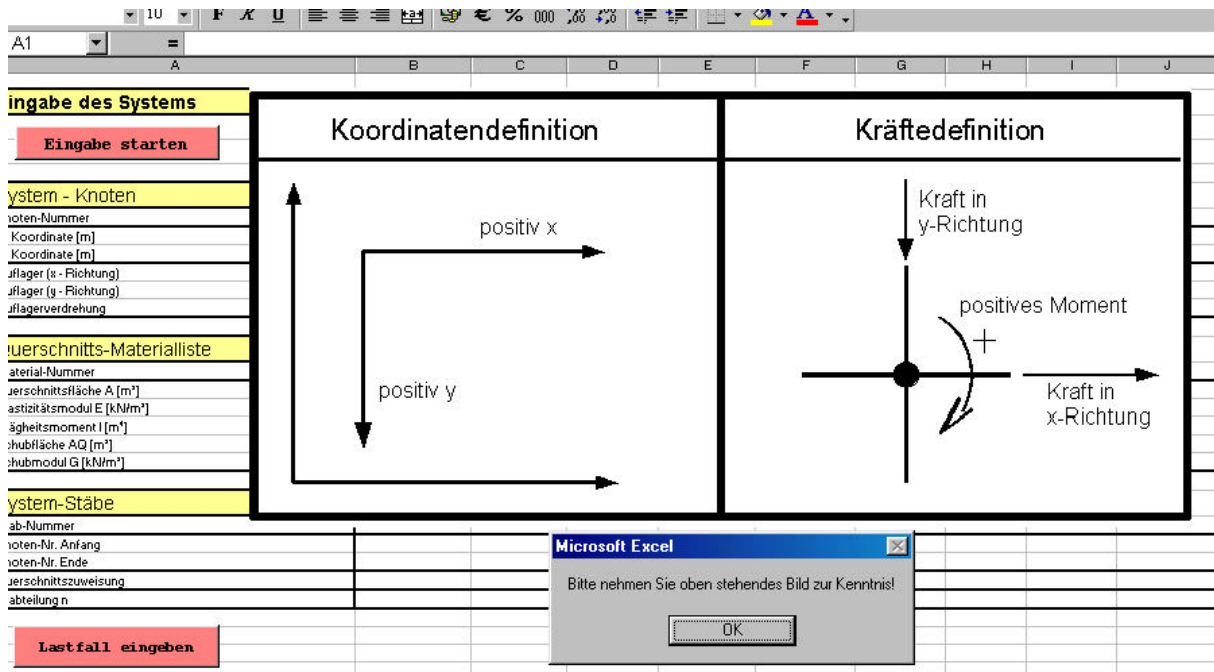 10 F K U € % 000
A1 =
A B C D E F G H I J
ingabe des Systems
Eingabe starten
ystem - Knoten
noten-Nummer
Koordinate [m]
Koordinate [m]
uflager (x - Richtung)
uflager (y - Richtung)
uflagerverdrehung
uerschnitts-Materialliste
aterial-Nummer
uerschnittsfläche A [m²]
astizitätsmodul E [kN/m²]
ägheitsmoment I [m⁴]
chubfläche AQ [m²]
chubmodul G [kN/m²]
ystem-Stäbe
ab-Nummer
noten-Nr. Anfang
noten-Nr. Ende
uerschnittszuweisung
abteilung n
Lastfall eingeben
Koordinatendefinition
positiv x
positiv y
Kräftedefinition
Kraft in
y-Richtung
positives Moment
+
Kraft in
x-Richtung
Microsoft Excel
Bitte nehmen Sie oben stehendes Bild zur Kenntnis!
OK